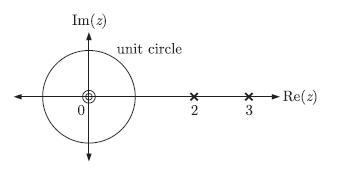 Im(z)
unit circle
Re(z)
0
2
3